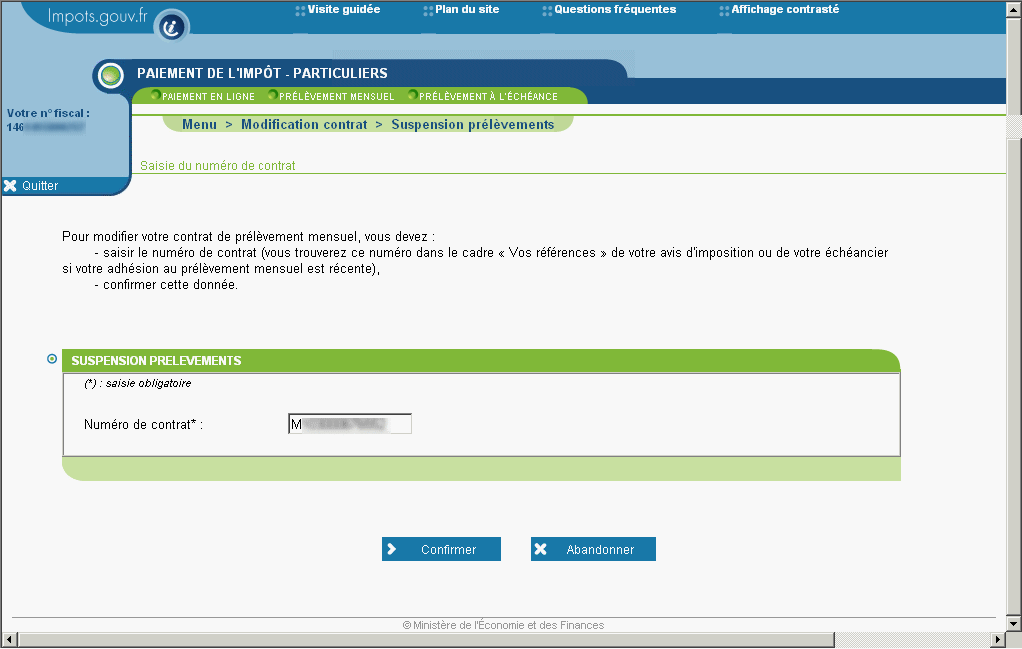 Impots.gouv.fr
Visite guidée
Plan du site
Questions fréquentes
Affichage contrasté
PAIEMENT DE L'IMPÔT - PARTICULIERS
PAIEMENT EN LIGNE PRÉLÈVEMENT MENSUEL PRÉLÈVEMENT À L'ÉCHÉANCE
Votre n° fiscal :
146
Menu > Modification contrat > Suspension prélèvements
Saisie du numéro de contrat
Quitter
Pour modifier votre contrat de prélèvement mensuel, vous devez :
- saisir le numéro de contrat (vous trouverez ce numéro dans le cadre « Vos références » de votre avis d'imposition ou de votre échéancier
si votre adhésion au prélèvement mensuel est récente),
- confirmer cette donnée.
SUSPENSION PRELEVEMENTS
(*) : saisie obligatoire
Numéro de contrat* : M
Confirmer
Abandonner
© Ministère de l'Économie et des Finances